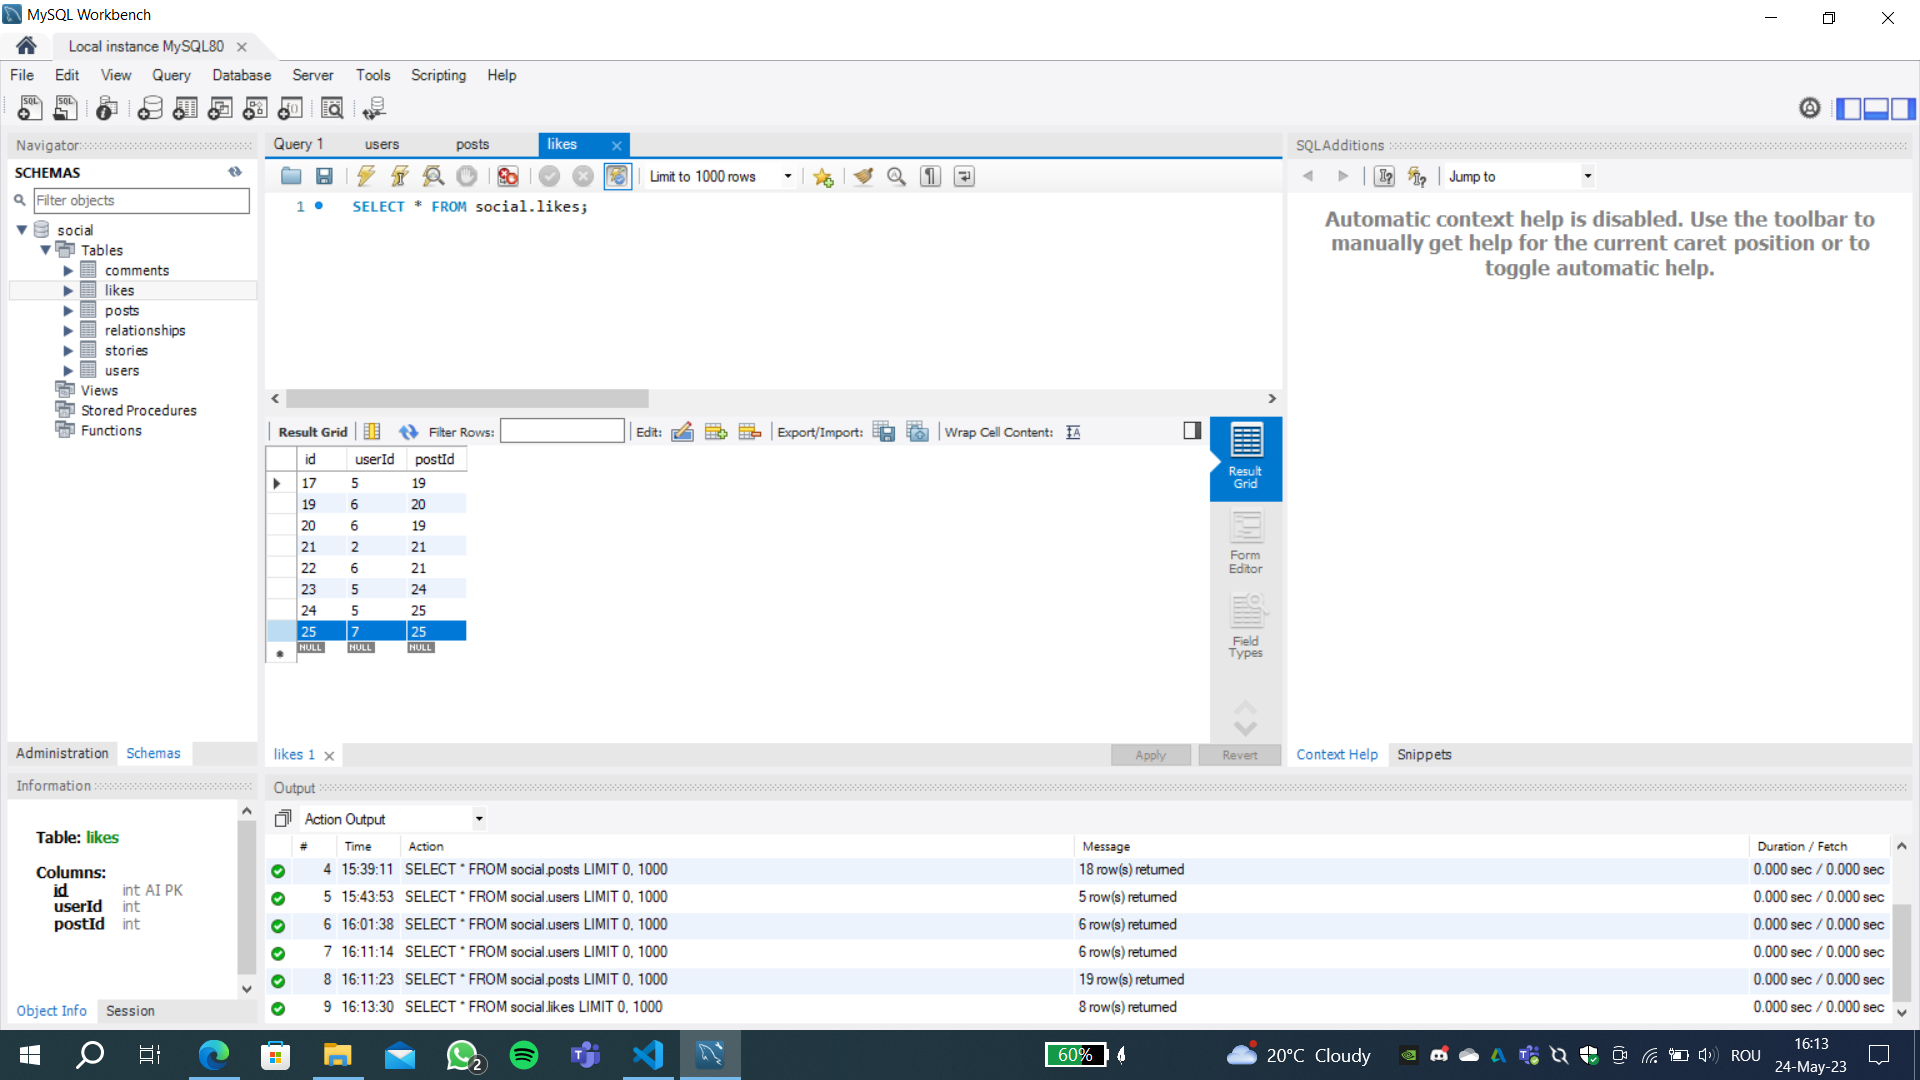 MySQL Workbench
Local instance MySQL80
File Edit View Query Database Server Tools Scripting Help
Navigator
SCHEMAS
Filter objects
social
Tables
comments
likes
posts
relationships
stories
users
Views
Stored Procedures
Functions
Administration Schemas
Information
Table: likes
Columns:
id int AI PK
userId int
postId int
Object Info Session
Query 1 users posts likes
Limit to 1000 rows
1 SELECT * FROM social.likes;
Result Grid Filter Rows: Edit: Export/Import: Wrap Cell Content:
id userId postId
17 5 19
19 6 20
20 6 19
21 2 21
22 6 21
23 5 24
24 5 25
25 7 25
NULL NULL NULL
Result Grid
Form Editor
Field Types
likes 1
Apply Revert
SQLAdditions
Jump to
Automatic context help is disabled. Use the toolbar to
manually get help for the current caret position or to
toggle automatic help.
Context Help Snippets
Output
Action Output
# Time Action Message Duration / Fetch
4 15:39:11 SELECT * FROM social.posts LIMIT 0, 1000 18 row(s) returned 0.000 sec / 0.000 sec
5 15:43:53 SELECT * FROM social.users LIMIT 0, 1000 5 row(s) returned 0.000 sec / 0.000 sec
6 16:01:38 SELECT * FROM social.users LIMIT 0, 1000 6 row(s) returned 0.000 sec / 0.000 sec
7 16:11:14 SELECT * FROM social.users LIMIT 0, 1000 6 row(s) returned 0.000 sec / 0.000 sec
8 16:11:23 SELECT * FROM social.posts LIMIT 0, 1000 19 row(s) returned 0.000 sec / 0.000 sec
9 16:13:30 SELECT * FROM social.likes LIMIT 0, 1000 8 row(s) returned 0.000 sec / 0.000 sec
2
60%
20°C Cloudy
ROU
16:13
24-May-23